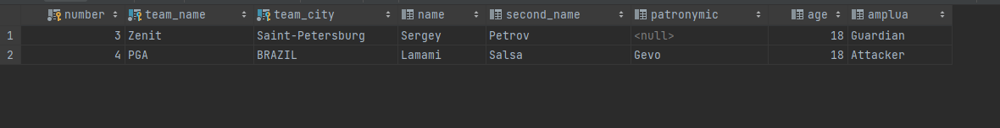 number team_name team_city name second_name patronymic age amplua
1 3 Zenit Saint-Petersburg Sergey Petrov <null> 18 Guardian
2 4 PGA BRAZIL Lamami Salsa Gevo 18 Attacker